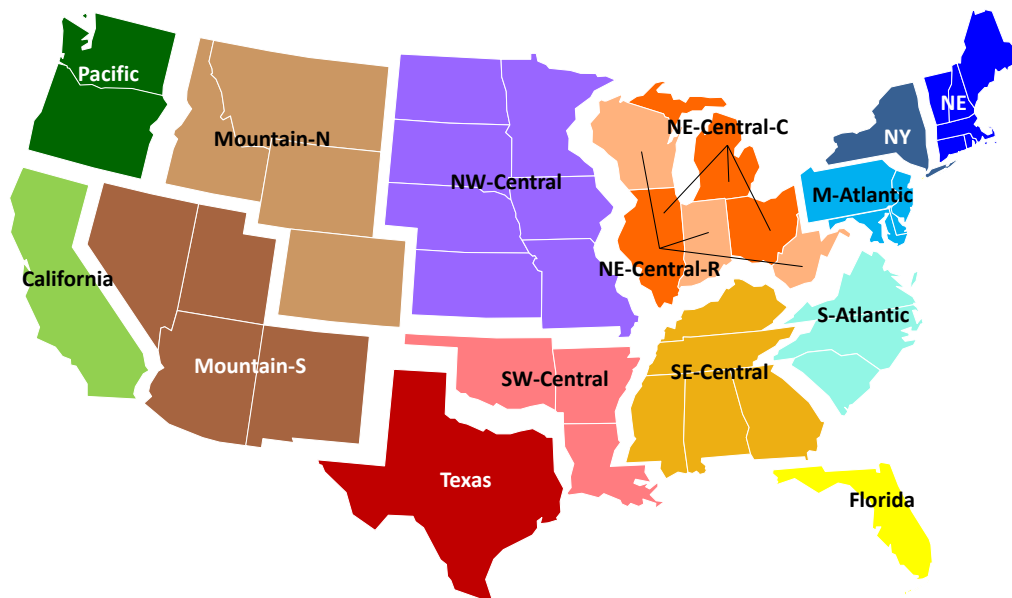 Pacific
NE
NE-Central-C
Mountain-N
NY
NW-Central
M-Atlantic
California
NE-Central-R
S-Atlantic
Mountain-S
SW-Central
SE-Central
Texas
Florida